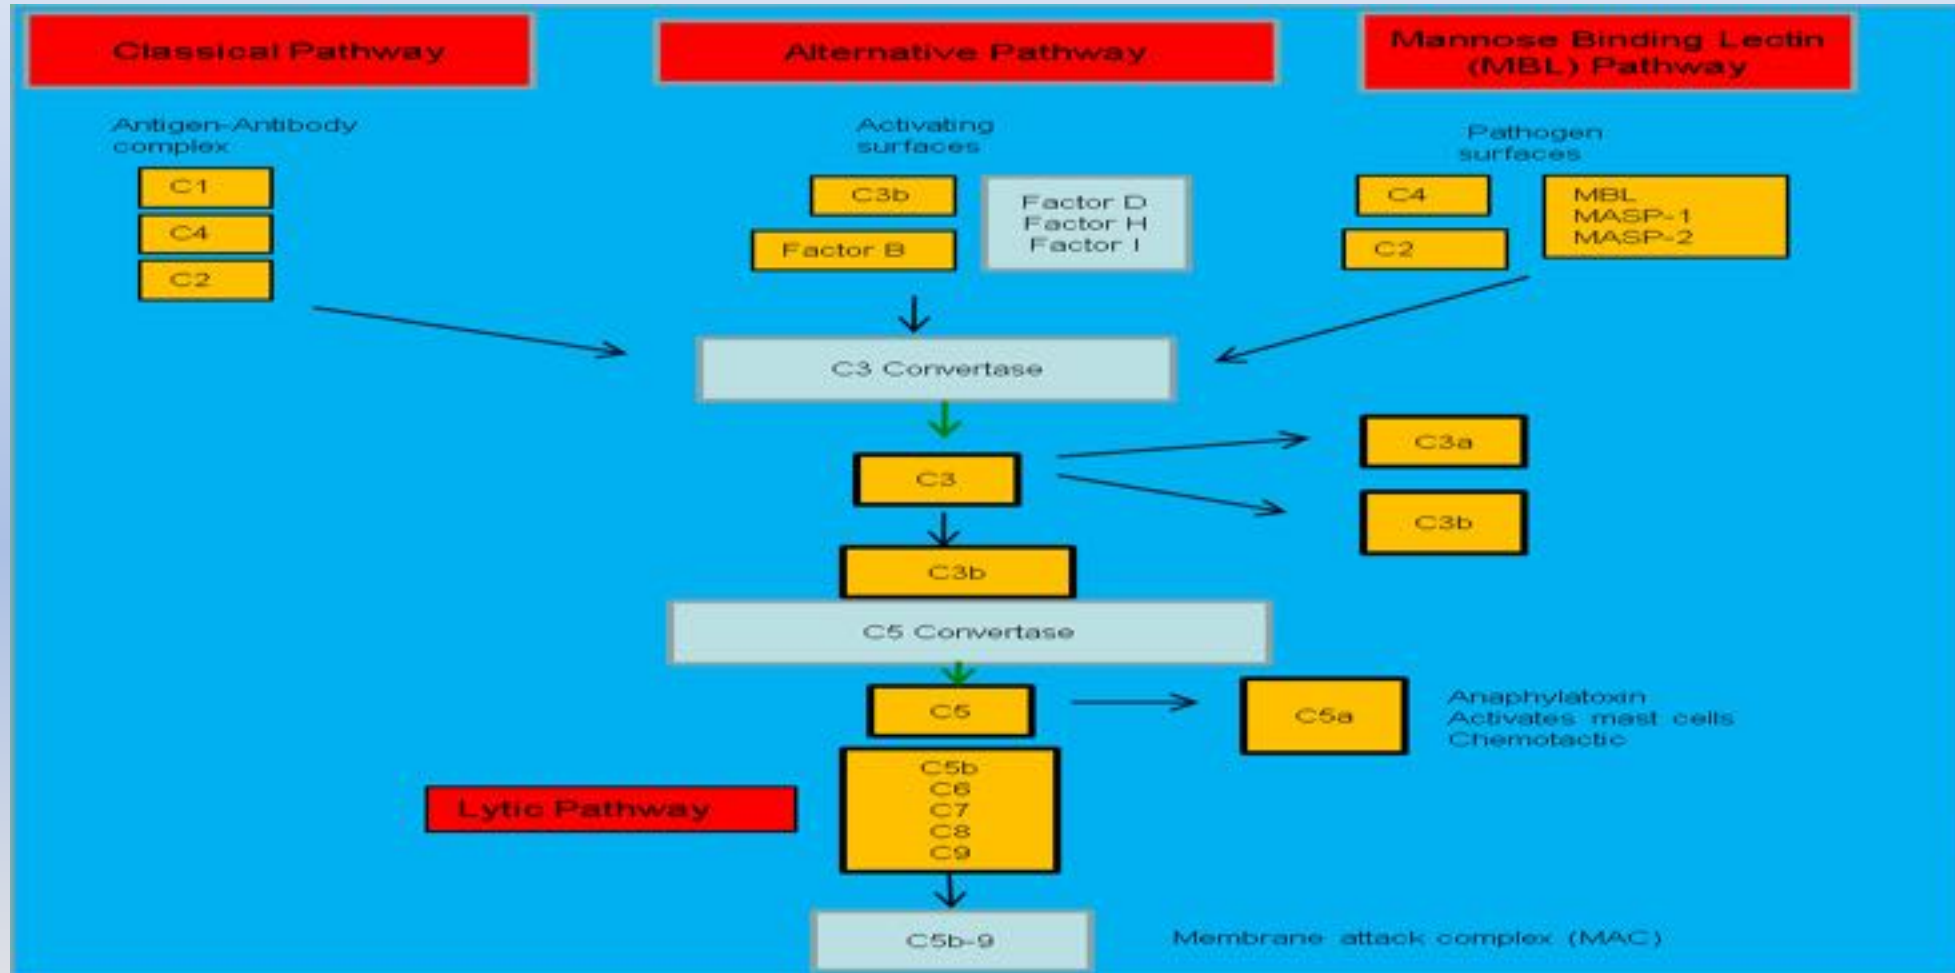 Classical Pathway
Alternative Pathway
Mannose Binding Lectin
(MBL) Pathway
Antigen-Antibody
complex
C1
C4
C2
Activating
surfaces
C3b
Factor B
Factor D
Factor H
Factor I
Pathogen
surfaces
C4
C2
MBL
MASP-1
MASP-2
C3 Convertase
C3
C3a
C3b
C3b
C5 Convertase
C5
C5a
Anaphylatoxin
Activates mast cells
Chemotactic
Lytic Pathway
C5b
C6
C7
C8
C9
C5b-9
Membrane attack complex (MAC)